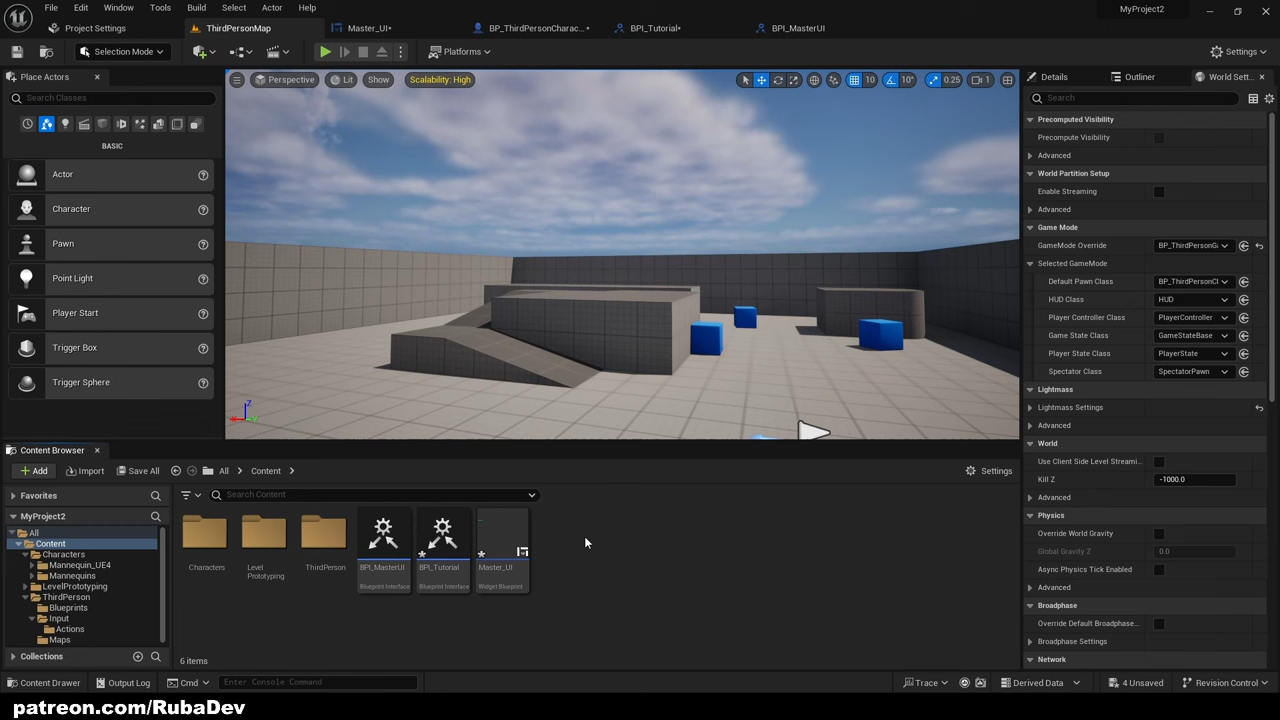 File Edit Window Tools Build Select Actor Help
MyProject2
Project Settings ThirdPersonMap Master_UI• BP_ThirdPersonCharac...• BPI_Tutorial• BPI_MasterUI
Selection Mode Platforms Settings
Place Actors
Search Classes
BASIC
Actor
Character
Pawn
Point Light
Player Start
Trigger Box
Trigger Sphere
Perspective Lit Show Scalability: High 10 10° 0.25 1
Details Outliner World Sett...
Search
Precomputed Visibility
Precompute Visibility
Advanced
World Partition Setup
Enable Streaming
Advanced
Game Mode
GameMode Override BP_ThirdPersonG
Selected GameMode
Default Pawn Class BP_ThirdPersonCl
HUD Class HUD
Player Controller Class PlayerController
Game State Class GameStateBase
Player State Class PlayerState
Spectator Class SpectatorPawn
Lightmass
Lightmass Settings
Advanced
World
Use Client Side Level Streami...
Kill Z -1000.0
Advanced
Physics
Override World Gravity
Global Gravity Z 0.0
Async Physics Tick Enabled
Advanced
Broadphase
Override Default Broadphase...
Broadphase Settings
Network
Content Browser
Add Import Save All All Content Settings
Favorites
Search Content
MyProject2
All
Content
Characters
Mannequin_UE4
Mannequins
LevelPrototyping
ThirdPerson
Blueprints
Input
Actions
Maps
Collections
Characters
Level
Prototyping
ThirdPerson
BPI_MasterUI
Blueprint Interface
BPI_Tutorial
Blueprint Interface
Master_UI
Widget Blueprint
6 items
Content Drawer Output Log Cmd Enter Console Command Trace Derived Data 4 Unsaved Revision Control
patreon.com/RubaDev